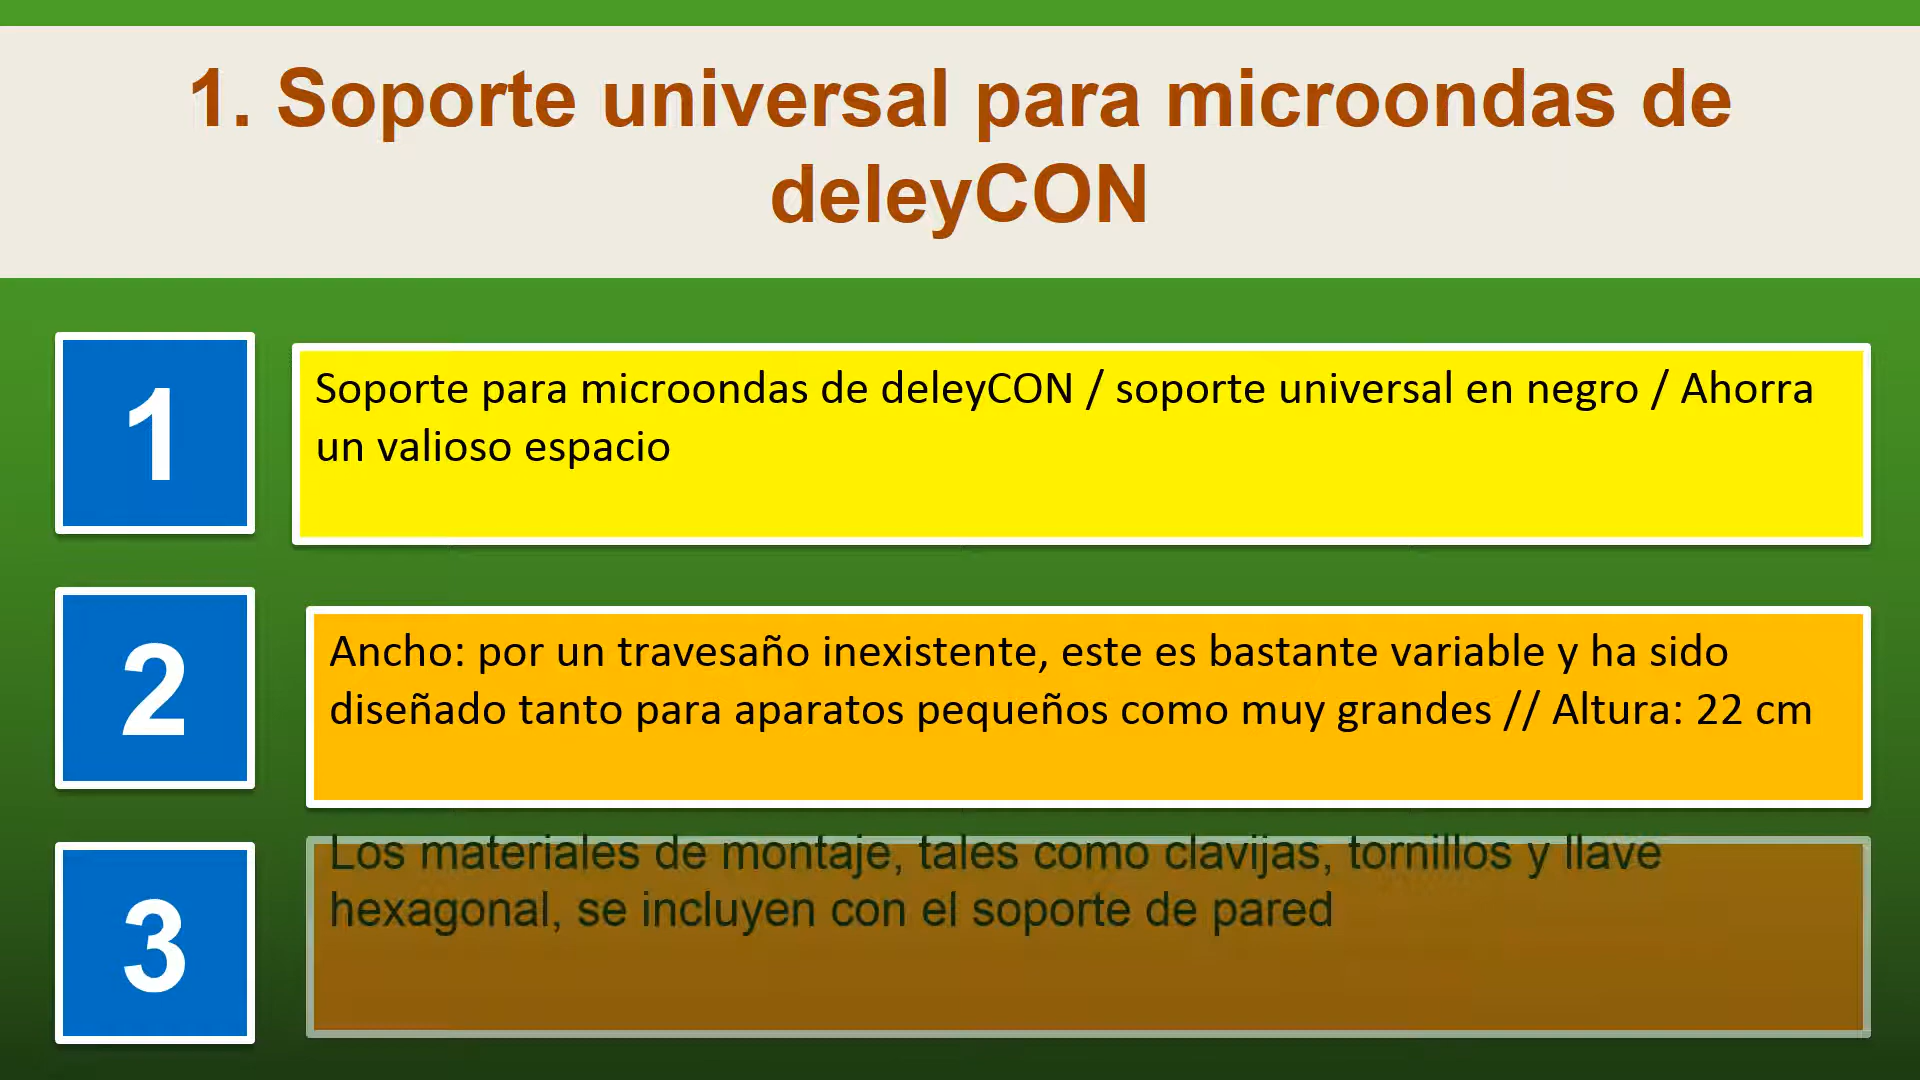 1. Soporte universal para microondas de
deleyCON
1
Soporte para microondas de deleyCON / soporte universal en negro / Ahorra
un valioso espacio
2
Ancho: por un travesaño inexistente, este es bastante variable y ha sido
diseñado tanto para aparatos pequeños como muy grandes // Altura: 22 cm
3
Los materiales de montaje, tales como clavijas, tornillos y llave
hexagonal, se incluyen con el soporte de pared